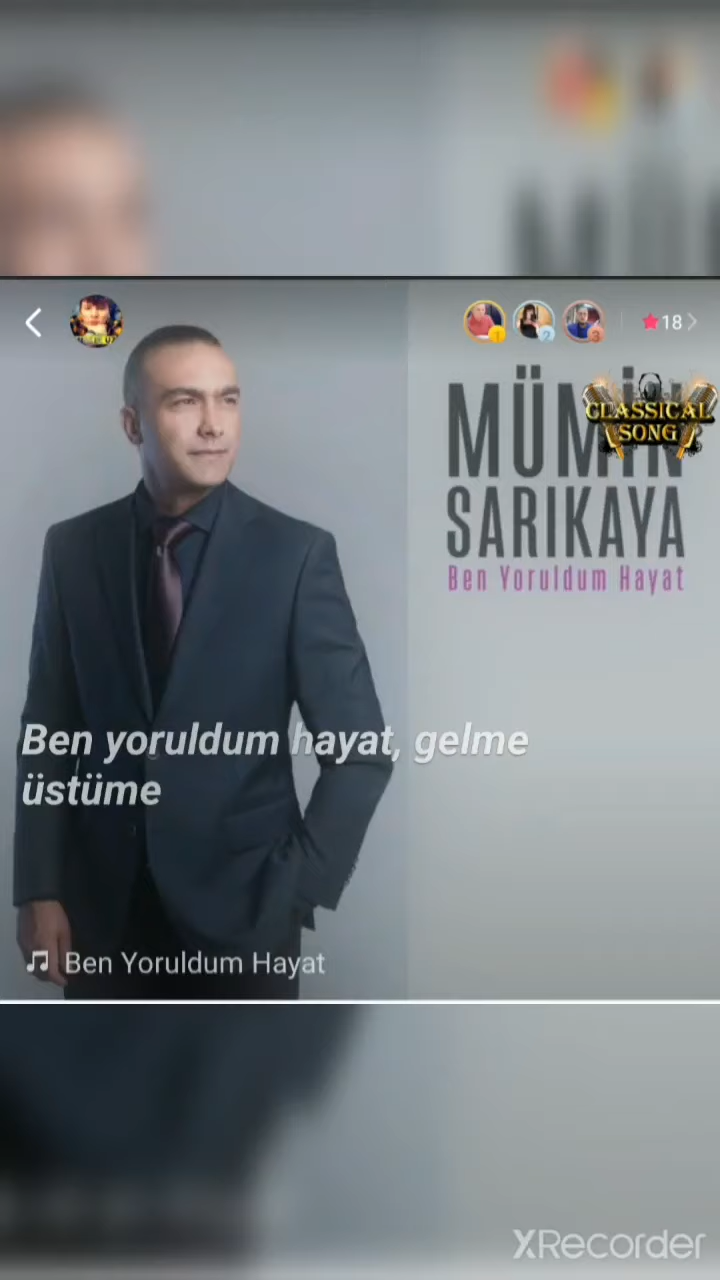 18
MÜMİN
CLASSICAL
SONG
SARIKAYA
Ben Yoruldum Hayat
Ben yoruldum hayat, gelme
üstüme
Ben Yoruldum Hayat
XRecorder